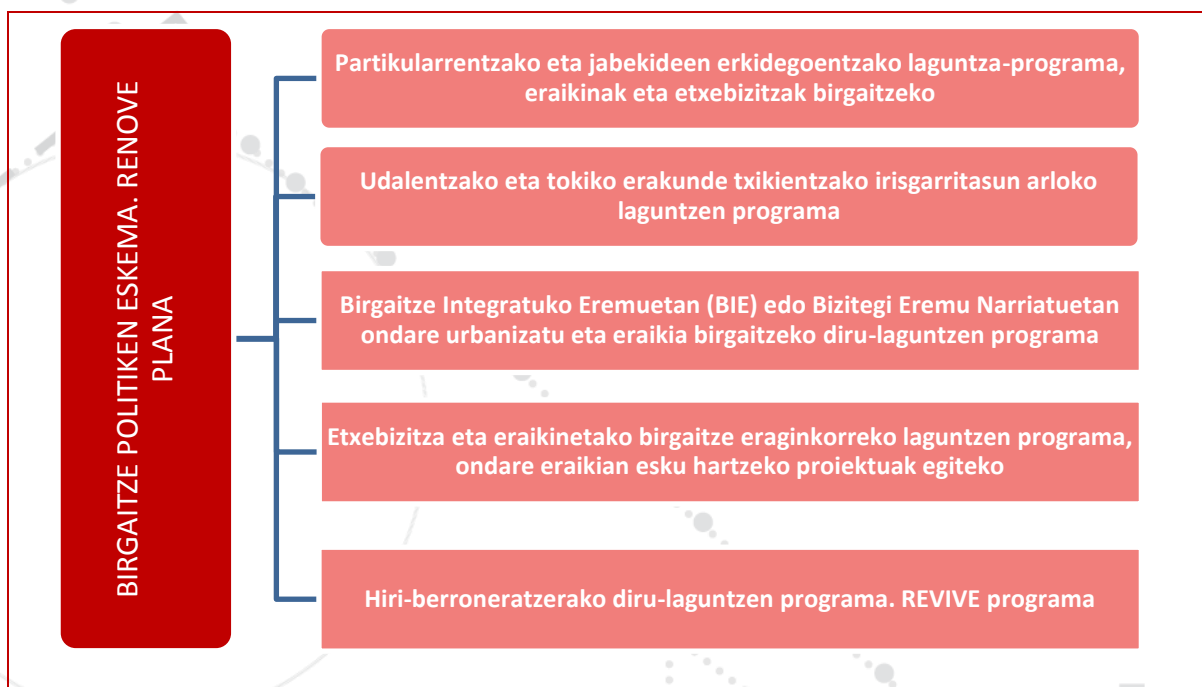 BIRGAITZE POLITIKEN ESKEMA. RENOVE
PLANA
Partikularrentzako eta jabekideen erkidegoentzako laguntza-programa,
eraikinak eta etxebizitzak birgaitzeko
Udalentzako eta tokiko erakunde txikientzako irisgarritasun arloko
laguntzen programa
Birgaitze Integratuko Eremuetan (BIE) edo Bizitegi Eremu Narriatuetan
ondare urbanizatu eta eraikia birgaitzeko diru-laguntzen programa
Etxebizitza eta eraikinetako birgaitze eraginkorreko laguntzen programa,
ondare eraikian esku hartzeko proiektuak egiteko
Hiri-berroneratzerako diru-laguntzen programa. REVIVE programa